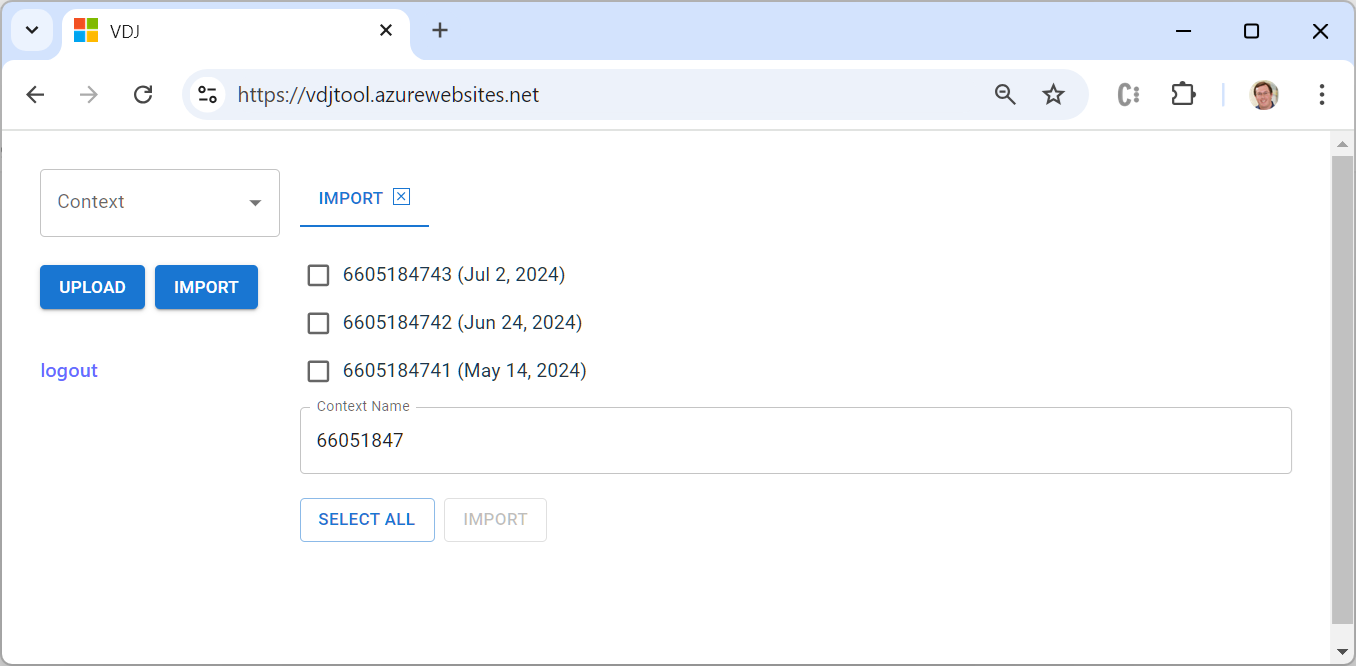 VDJ
https://vdjtool.azurewebsites.net
Context
IMPORT
UPLOAD IMPORT
6605184743 (Jul 2, 2024)
6605184742 (Jun 24, 2024)
logout
6605184741 (May 14, 2024)
Context Name
66051847
SELECT ALL IMPORT